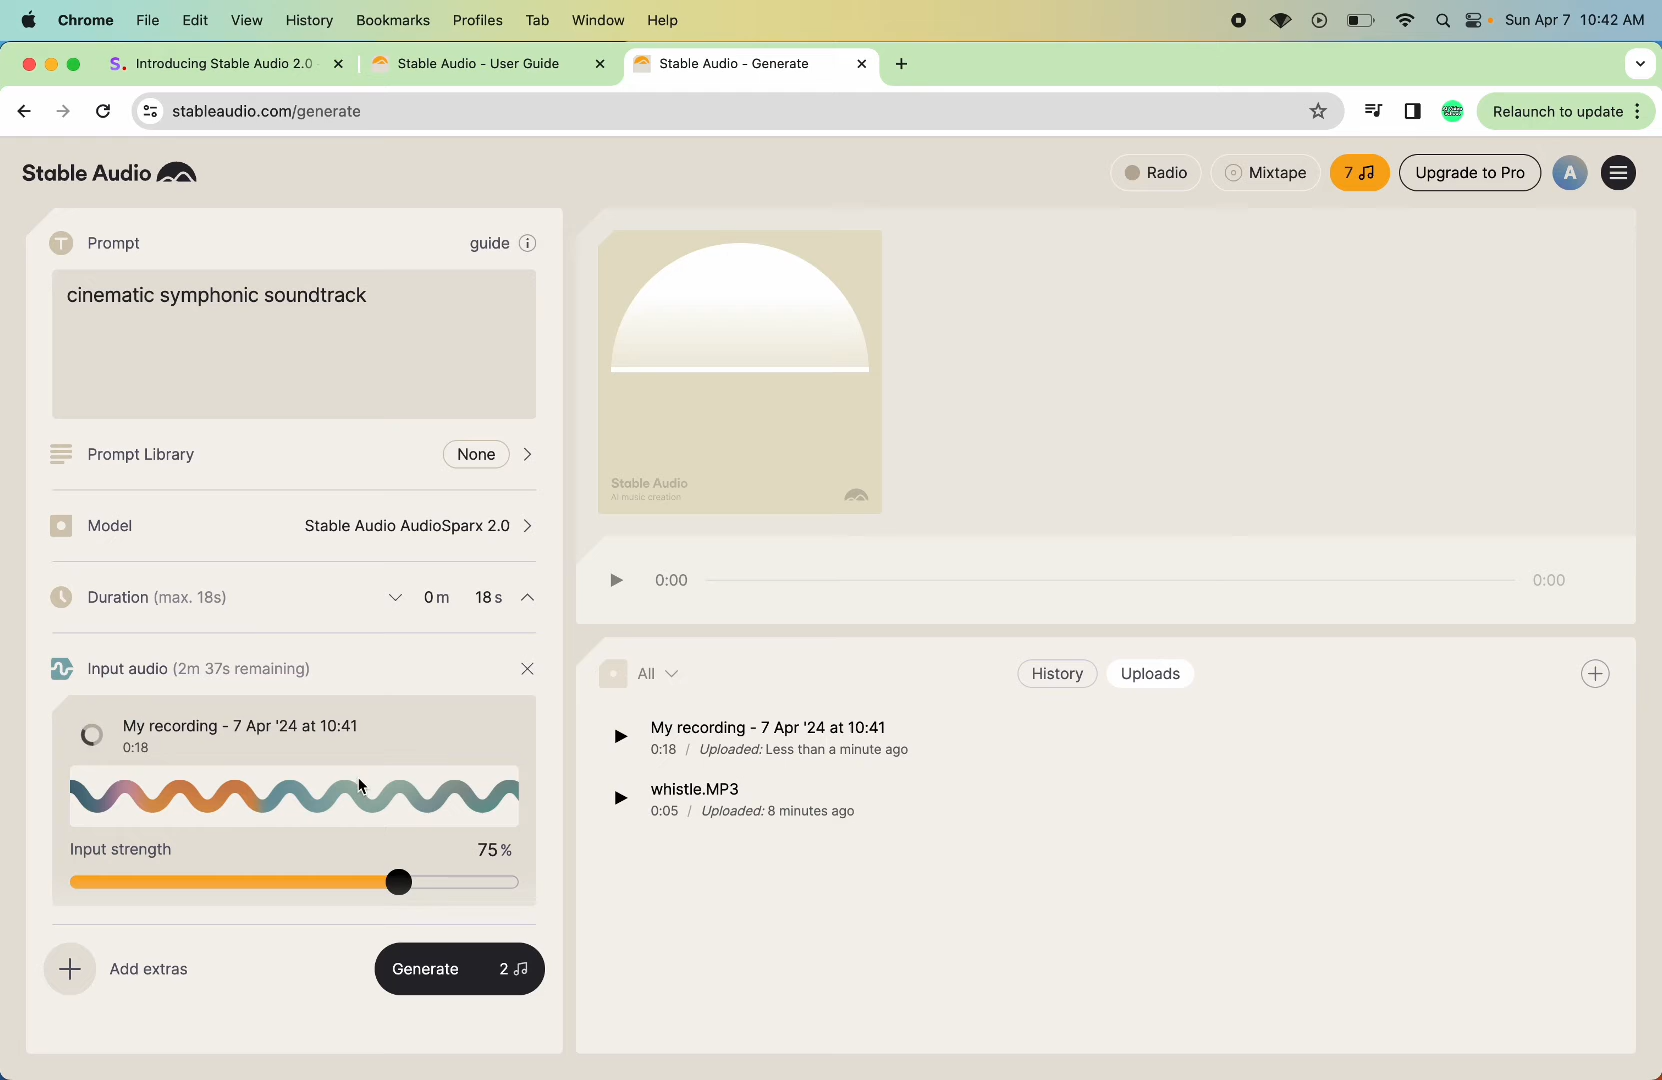 Chrome File Edit View History Bookmarks Profiles Tab Window Help Sun Apr 7 10:42 AM
S. Introducing Stable Audio 2.0 Stable Audio - User Guide Stable Audio - Generate
stableaudio.com/generate Relaunch to update
Stable Audio Radio Mixtape 7 Upgrade to Pro A
T Prompt guide i
cinematic symphonic soundtrack
Prompt Library None
Model Stable Audio AudioSparx 2.0
Duration (max. 18s) 0 m 18 s
Input audio (2m 37s remaining)
My recording - 7 Apr '24 at 10:41
0:18
Input strength 75 %
Add extras Generate 2
Stable Audio
AI music creation
0:00 0:00
All History Uploads
My recording - 7 Apr '24 at 10:41
0:18 / Uploaded: Less than a minute ago
whistle.MP3
0:05 / Uploaded: 8 minutes ago